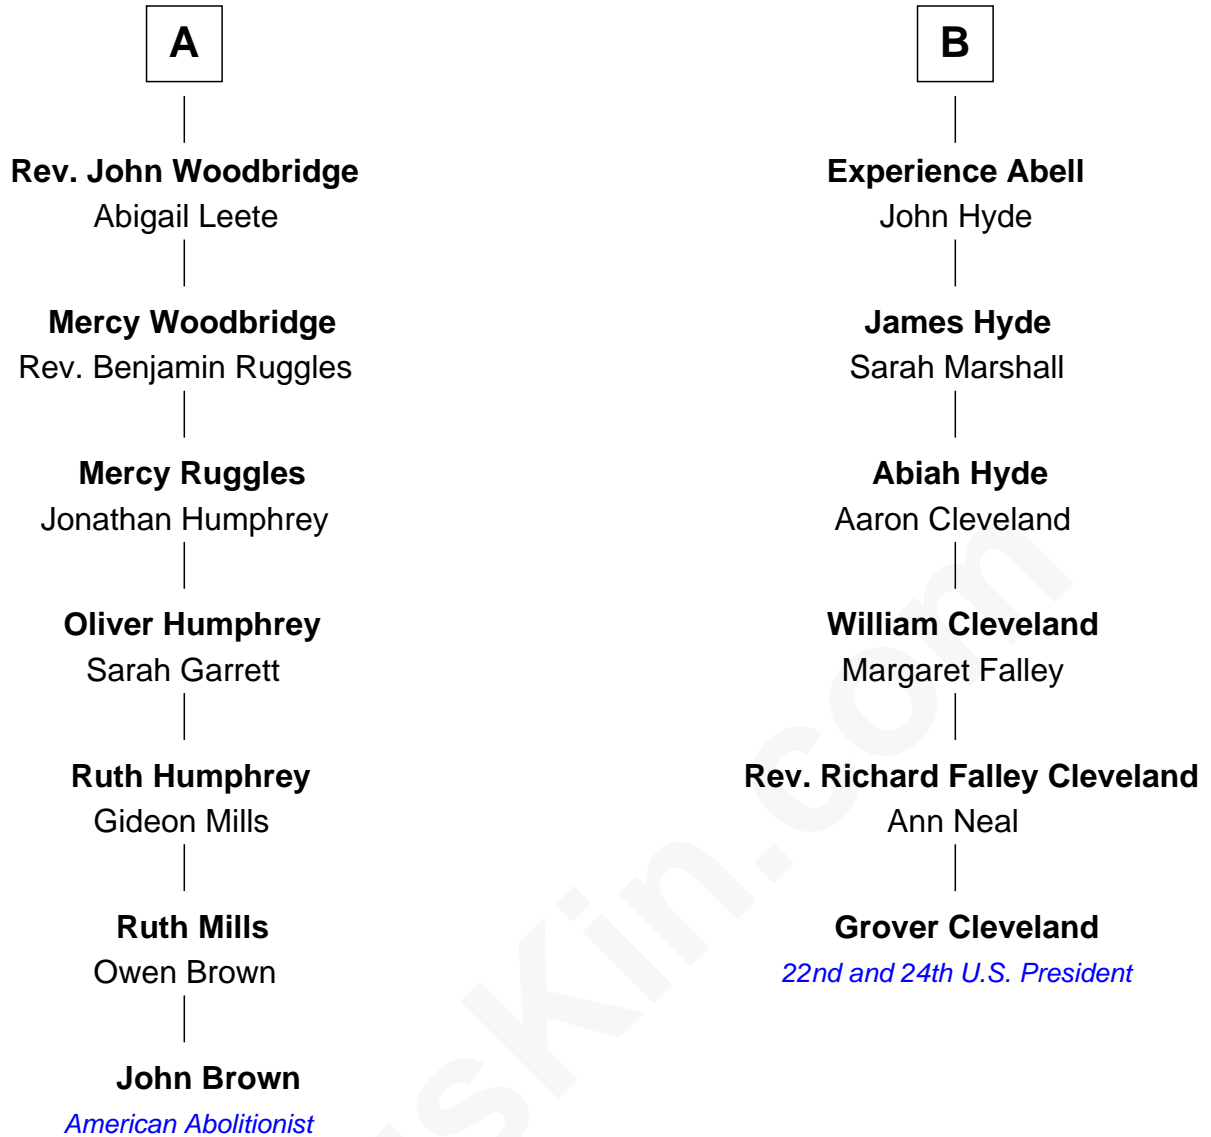 A
Rev. John Woodbridge
Abigail Leete
Mercy Woodbridge
Rev. Benjamin Ruggles
Mercy Ruggles
Jonathan Humphrey
Oliver Humphrey
Sarah Garrett
Ruth Humphrey
Gideon Mills
Ruth Mills
Owen Brown
John Brown
American Abolitionist
B
Experience Abell
John Hyde
James Hyde
Sarah Marshall
Abiah Hyde
Aaron Cleveland
William Cleveland
Margaret Falley
Rev. Richard Falley Cleveland
Ann Neal
Grover Cleveland
22nd and 24th U.S. President
sKin.com